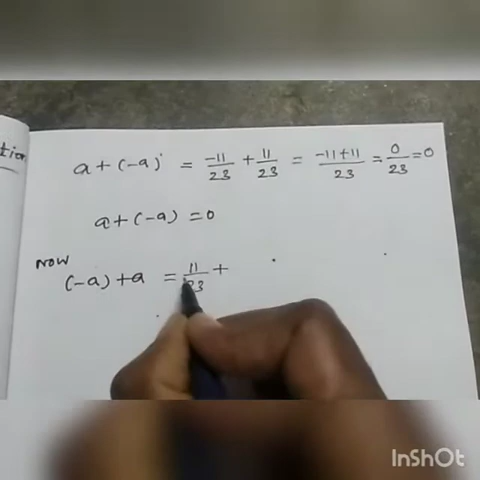 tion
a + (-a) = -11/23 + 11/23 = -11+11/23 = 0/23 = 0
a + (-a) = 0
NOW
(-a) + a = 11/23 +
InShOt